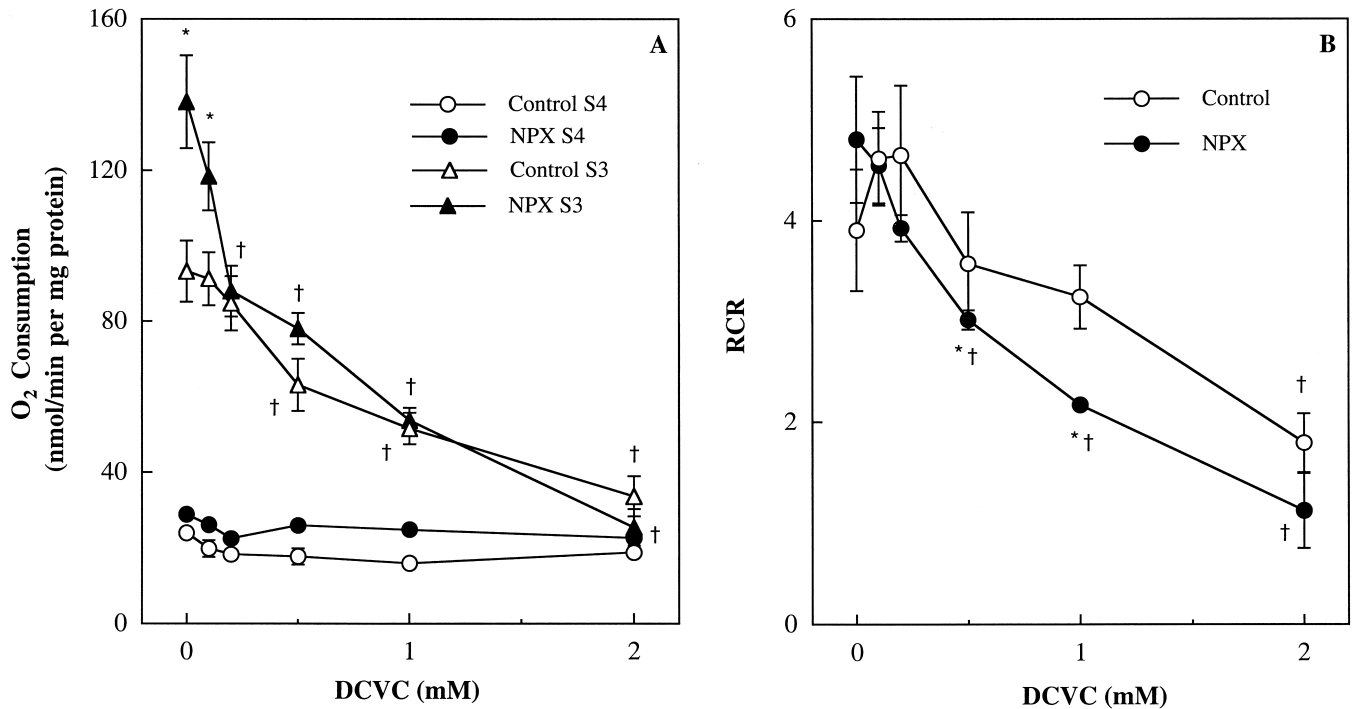 A
160
120
80
40
0
O2 Consumption
(nmol/min per mg protein)
*
*
†
†
†
†
†
†
†
Control S4
NPX S4
Control S3
NPX S3
0
1
2
DCVC (mM)
B
6
4
2
0
RCR
Control
NPX
*†
*†
†
†
0
1
2
DCVC (mM)